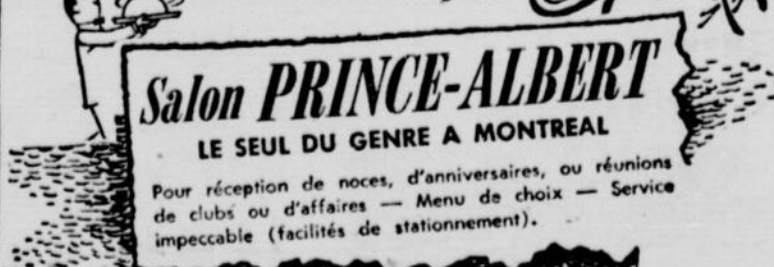 Salon PRINCE-ALBERT
LE SEUL DU GENRE A MONTREAL
Pour réception de noces, d'anniversaires, ou réunions
de clubs ou d'affaires — Menu de choix — Service
impeccable (facilités de stationnement).